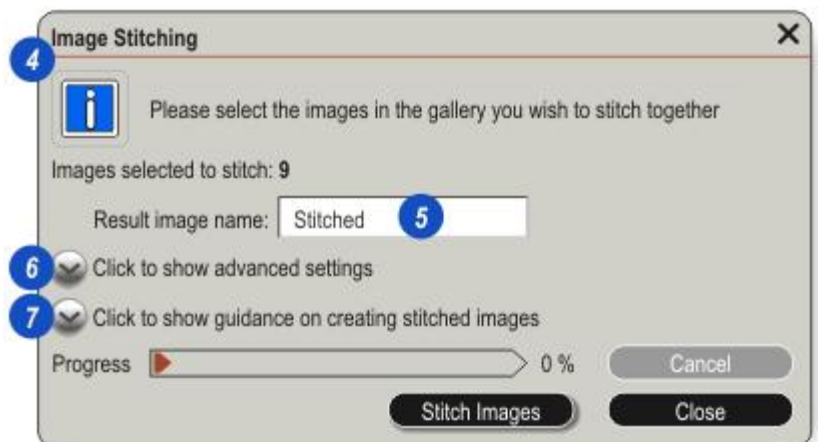 Image Stitching
4
Please select the images in the gallery you wish to stitch together
Images selected to stitch: 9
Result image name: Stitched 5
6 Click to show advanced settings
7 Click to show guidance on creating stitched images
Progress 0 % Cancel
Stitch Images Close